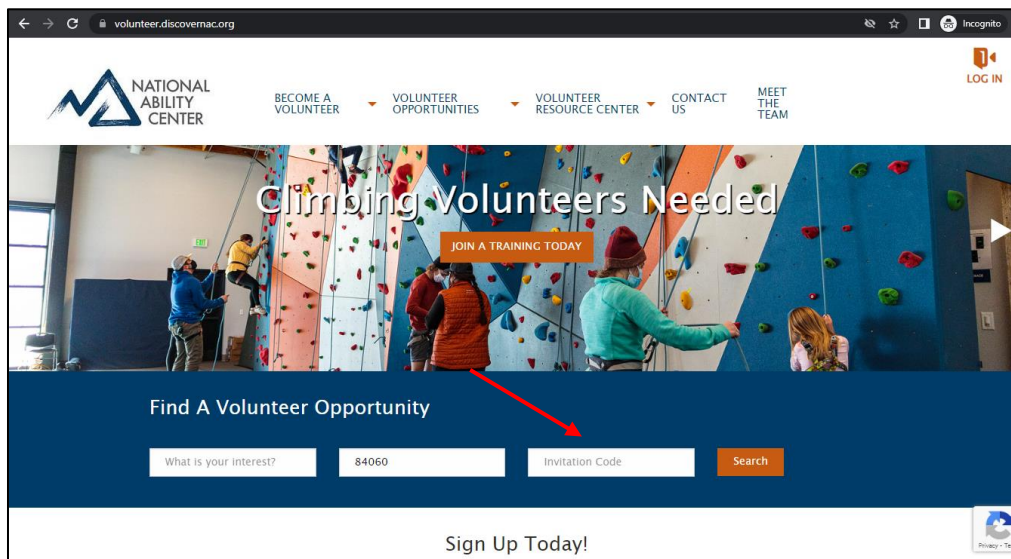 volunteer.discovernac.org
Incognito
LOG IN
NATIONAL
ABILITY
CENTER
BECOME A
VOLUNTEER
VOLUNTEER
OPPORTUNITIES
VOLUNTEER
RESOURCE CENTER
CONTACT
US
MEET
THE
TEAM
Climbing Volunteers Needed
JOIN A TRAINING TODAY
Find A Volunteer Opportunity
What is your interest?
84060
Invitation Code
Search
Sign Up Today!